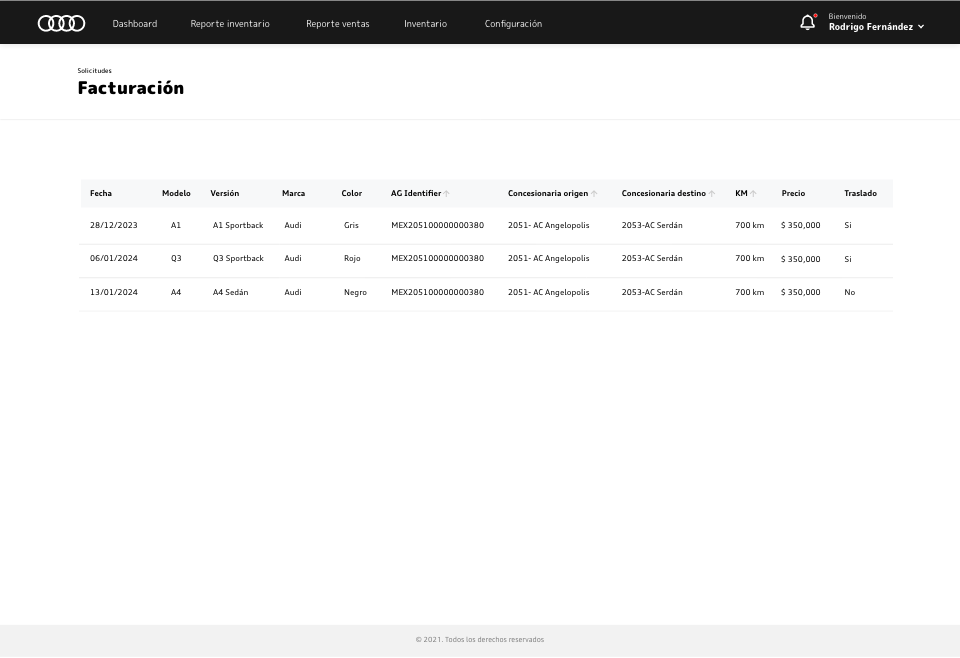 Dashboard Reporte inventario Reporte ventas Inventario Configuración Bienvenido
Rodrigo Fernández
Solicitudes
Facturación
Fecha Modelo Versión Marca Color AG Identifier Concesionaria origen Concesionaria destino KM Precio Traslado
28/12/2023 A1 A1 Sportback Audi Gris MEX205100000000380 2051- AC Angelopolis 2053-AC Serdán 700 km $ 350,000 Si
06/01/2024 Q3 Q3 Sportback Audi Rojo MEX205100000000380 2051- AC Angelopolis 2053-AC Serdán 700 km $ 350,000 Si
13/01/2024 A4 A4 Sedán Audi Negro MEX205100000000380 2051- AC Angelopolis 2053-AC Serdán 700 km $ 350,000 No
© 2021. Todos los derechos reservados